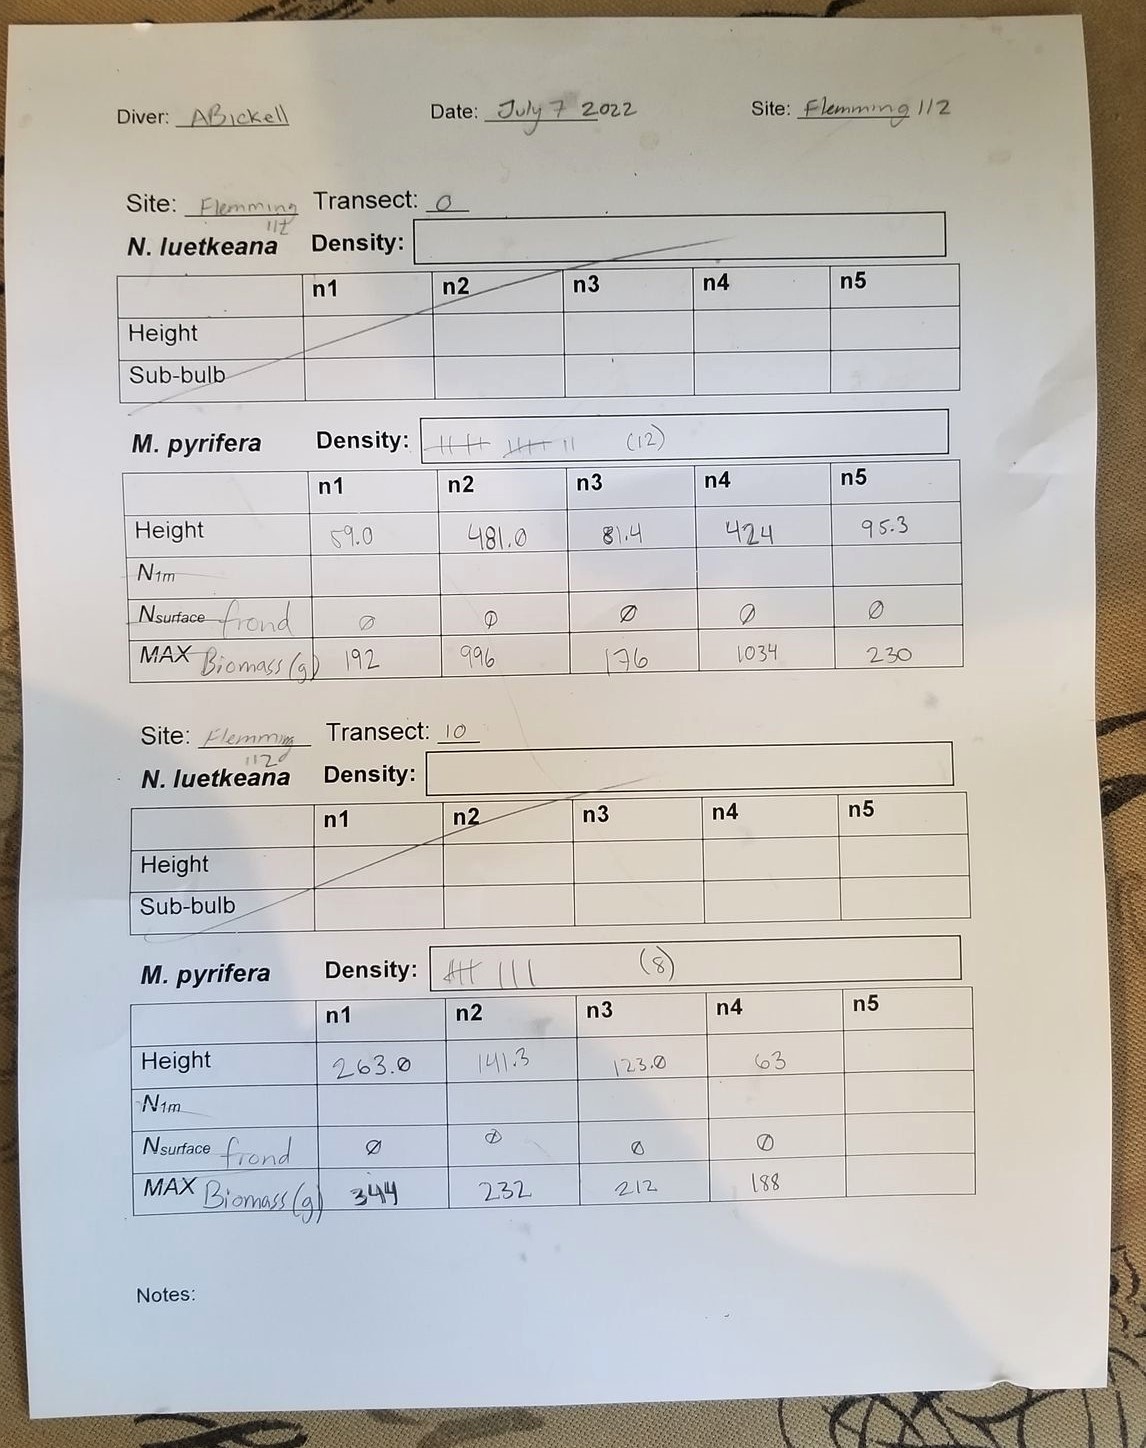 Diver: ABickell Date: July 7 2022 Site: Flemming 112
Site: Flemming 112 Transect: 0
N. luetkeana Density:
n1 n2 n3 n4 n5
Height
Sub-bulb
M. pyrifera Density: (12)
n1 n2 n3 n4 n5
Height 59.0 481.0 81.4 424 95.3
N1m
Nsurface frond Ø Ø Ø Ø Ø
MAX Biomass (g) 192 996 176 1034 230
Site: Flemming 112 Transect: 10
N. luetkeana Density:
n1 n2 n3 n4 n5
Height
Sub-bulb
M. pyrifera Density: (8)
n1 n2 n3 n4 n5
Height 263.0 141.3 123.0 63
N1m
Nsurface frond Ø Ø Ø Ø
MAX Biomass (g) 344 232 212 188
Notes: